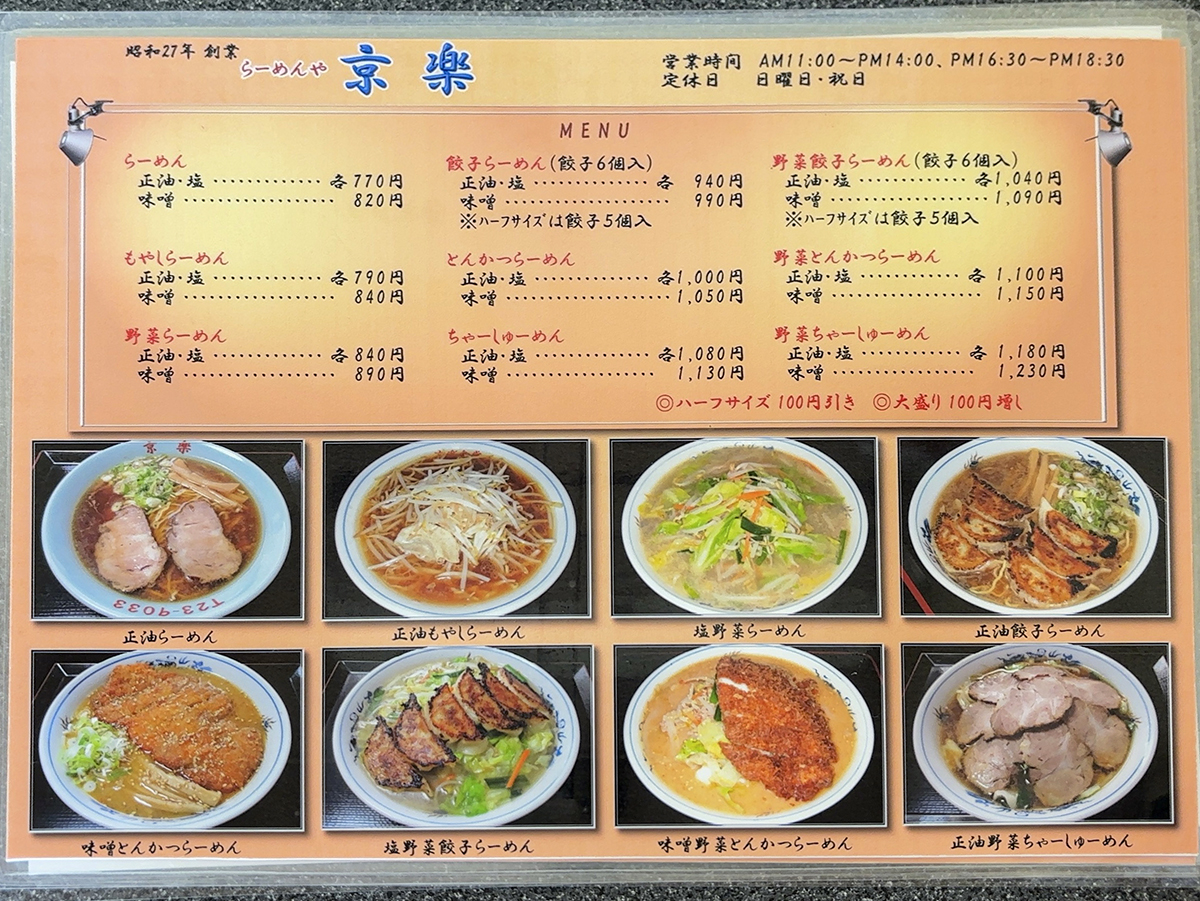 昭和27年 創業
らーめんや 京 楽
営業時間 AM11:00～PM14:00、PM16:30～PM18:30
定休日 日曜日・祝日
MENU
らーめん
正油・塩 ………… 各 770円
味噌 ……………… 820円
もやしらーめん
正油・塩 ………… 各 790円
味噌 ……………… 840円
野菜らーめん
正油・塩 ………… 各 840円
味噌 ……………… 890円
餃子らーめん(餃子6個入)
正油・塩 ………… 各 940円
味噌 ……………… 990円
※ハーフサイズは餃子5個入
とんかつらーめん
正油・塩 ………… 各1,000円
味噌 ……………… 1,050円
ちゃーしゅーめん
正油・塩 ………… 各1,080円
味噌 ……………… 1,130円
野菜餃子らーめん(餃子6個入)
正油・塩 ………… 各1,040円
味噌 ……………… 1,090円
※ハーフサイズは餃子5個入
野菜とんかつらーめん
正油・塩 ………… 各 1,100円
味噌 ……………… 1,150円
野菜ちゃーしゅーめん
正油・塩 ………… 各 1,180円
味噌 ……………… 1,230円
◎ハーフサイズ 100円引き ◎大盛り 100円増し
京 楽
T23-9033
正油らーめん
正油もやしらーめん
塩野菜らーめん
正油餃子らーめん
味噌とんかつらーめん
塩野菜餃子らーめん
味噌野菜とんかつらーめん
正油野菜ちゃーしゅーめん